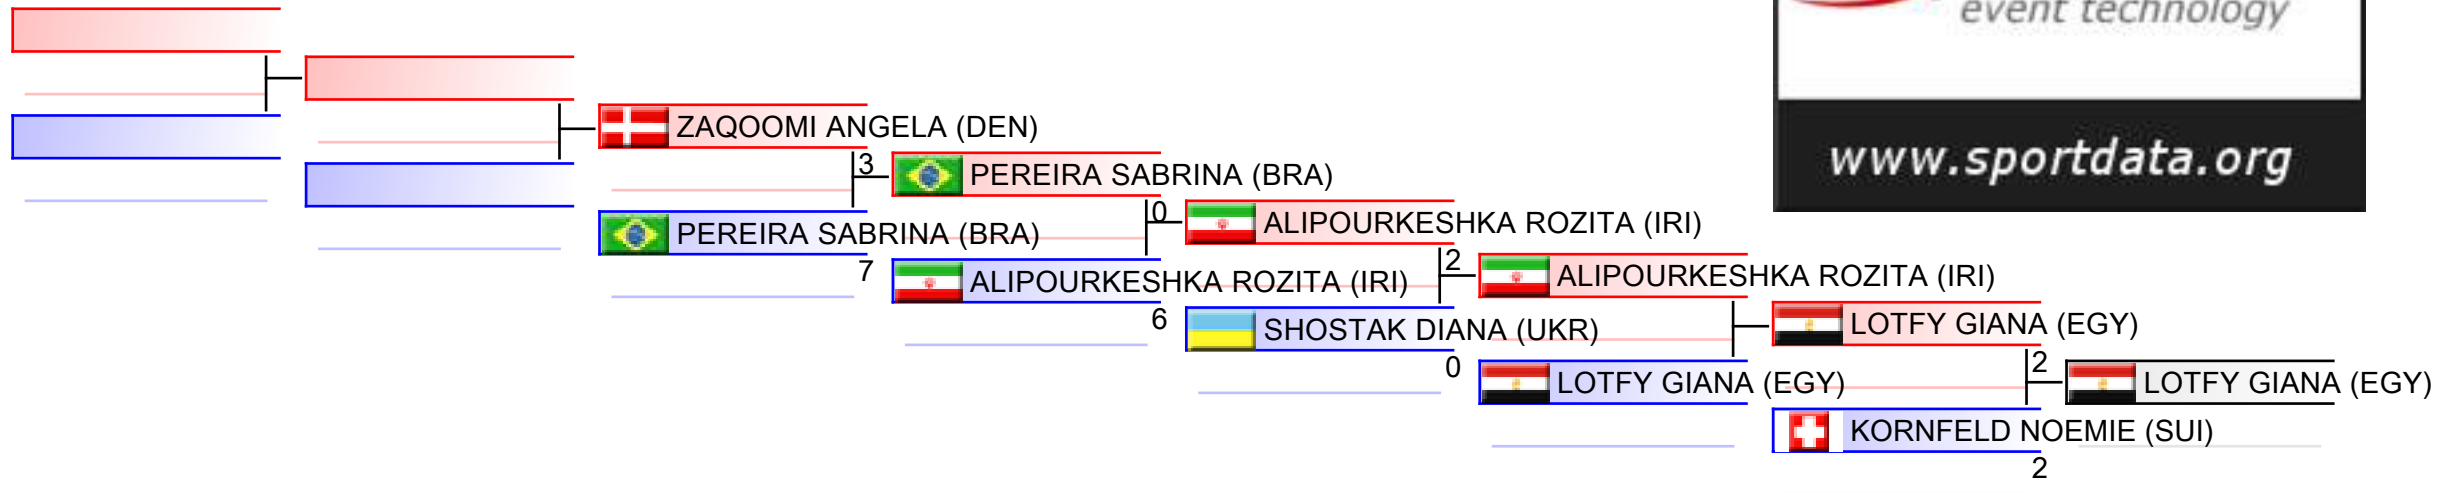 event technology
www.sportdata.org
ZAQOOMI ANGELA (DEN)
3
PEREIRA SABRINA (BRA)
PEREIRA SABRINA (BRA)
7
0
ALIPOURKESHKA ROZITA (IRI)
ALIPOURKESHKA ROZITA (IRI)
6
2
ALIPOURKESHKA ROZITA (IRI)
SHOSTAK DIANA (UKR)
0
LOTFY GIANA (EGY)
LOTFY GIANA (EGY)
2
LOTFY GIANA (EGY)
KORNFELD NOEMIE (SUI)
2